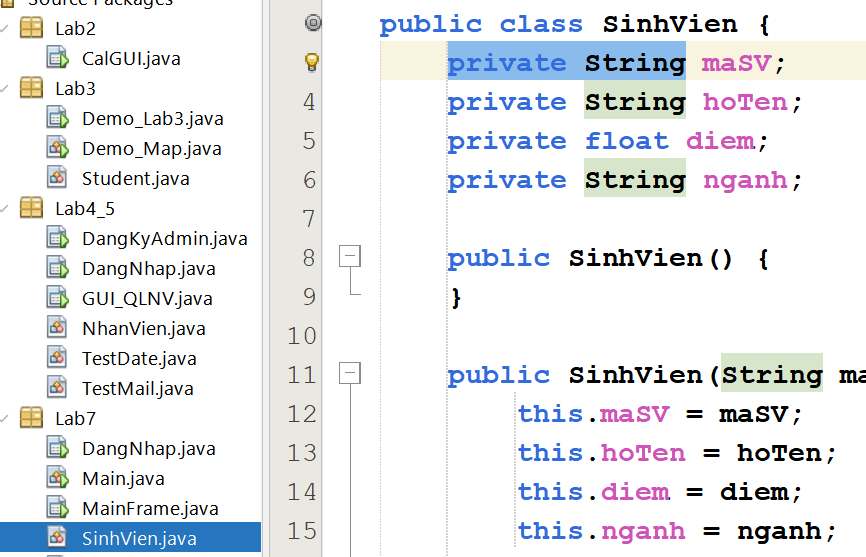 Source Packages
Lab2
CalGUI.java
Lab3
Demo_Lab3.java
Demo_Map.java
Student.java
Lab4_5
DangKyAdmin.java
DangNhap.java
GUI_QLNV.java
NhanVien.java
TestDate.java
TestMail.java
Lab7
DangNhap.java
Main.java
MainFrame.java
SinhVien.java
public class SinhVien {
private String maSV;
4 private String hoTen;
5 private float diem;
6 private String nganh;
7
8 public SinhVien() {
9 }
10
11 public SinhVien(String ma
12 this.maSV = maSV;
13 this.hoTen = hoTen;
14 this.diem = diem;
15 this.nganh = nganh;